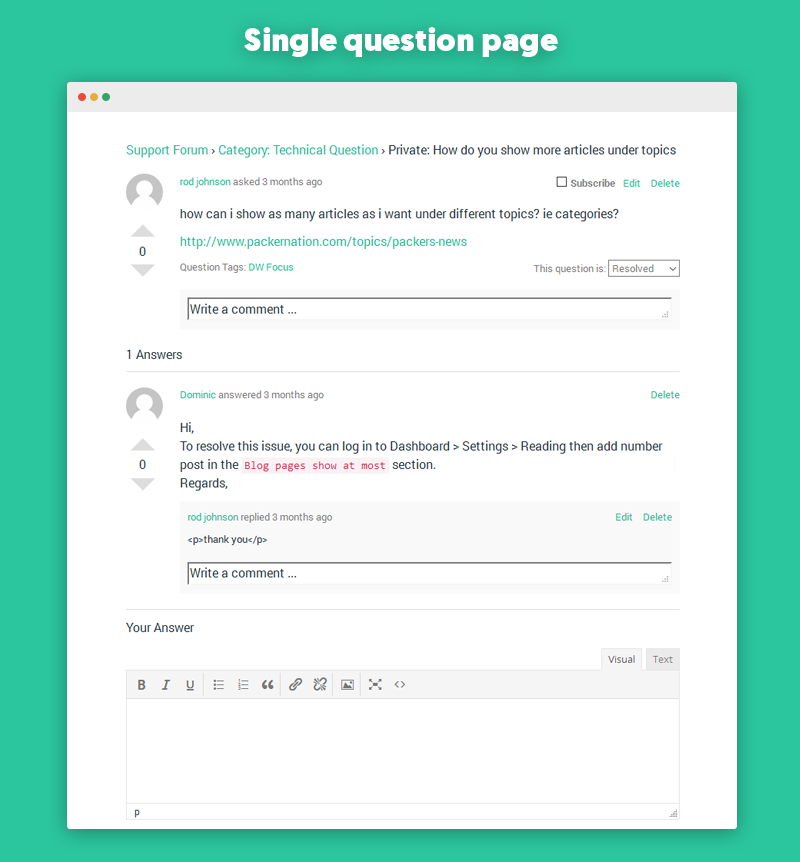 Single question page
Support Forum › Category: Technical Question › Private: How do you show more articles under topics
rod johnson asked 3 months ago
Subscribe Edit Delete
how can i show as many articles as i want under different topics? ie categories?
0
http://www.packernation.com/topics/packers-news
Question Tags: DW Focus
This question is: Resolved
Write a comment ...
1 Answers
Dominic answered 3 months ago
Delete
Hi,
To resolve this issue, you can log in to Dashboard > Settings > Reading then add number
0
post in the Blog pages show at most section.
Regards,
rod johnson replied 3 months ago
Edit Delete
<p>thank you</p>
Write a comment ...
Your Answer
Visual Text
B I U
p